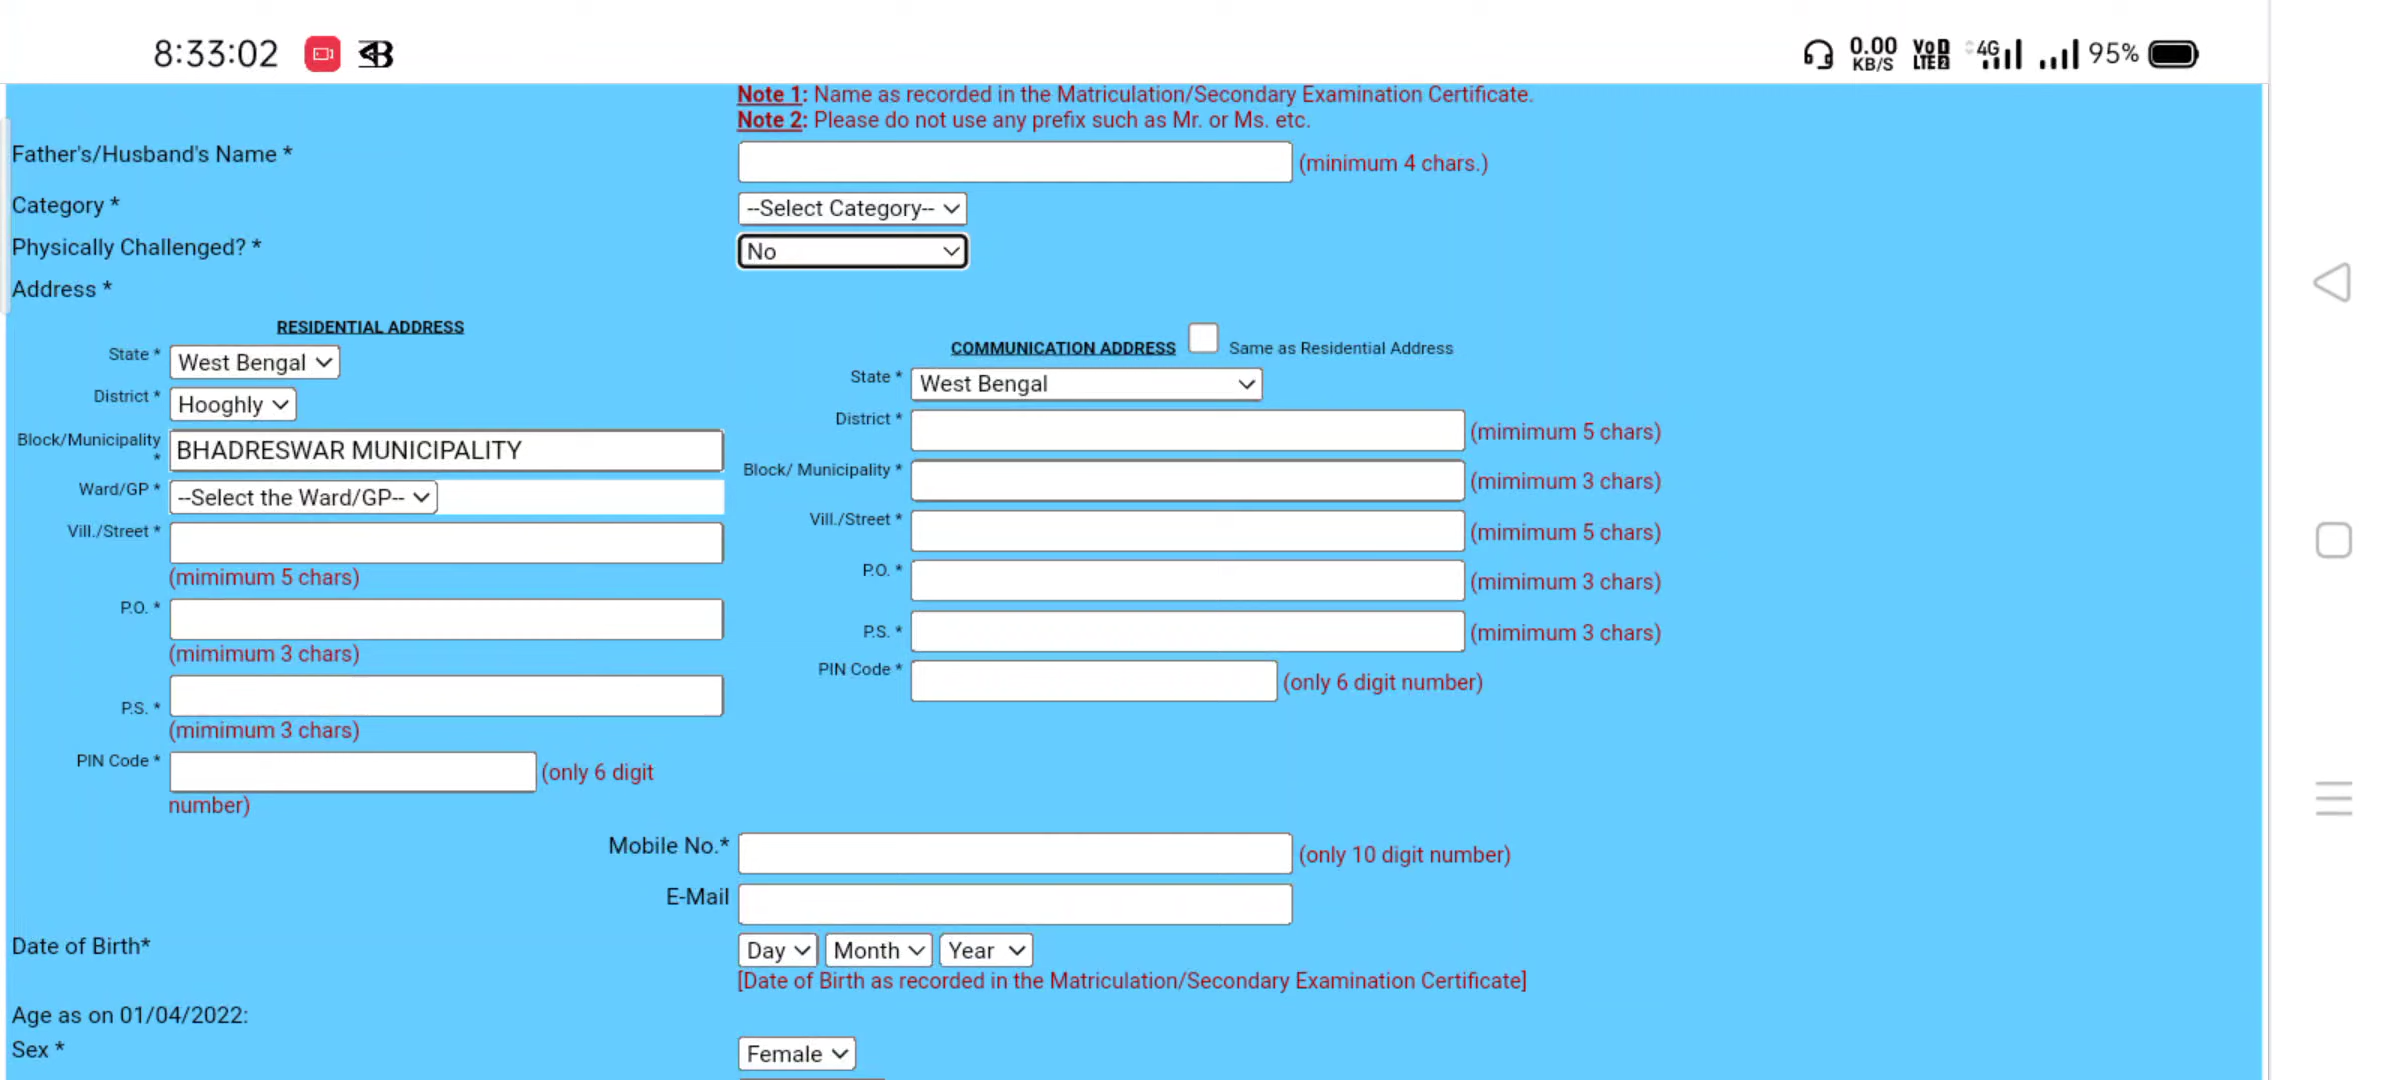 8:33:02 0.00 KB/S Vo LTE2 4G 95%
Note 1: Name as recorded in the Matriculation/Secondary Examination Certificate.
Note 2: Please do not use any prefix such as Mr. or Ms. etc.
Father's/Husband's Name * (minimum 4 chars.)
Category * --Select Category--
Physically Challenged? * No
Address *
RESIDENTIAL ADDRESS
State * West Bengal
District * Hooghly
Block/Municipality * BHADRESWAR MUNICIPALITY
Ward/GP * --Select the Ward/GP--
Vill./Street *
(mimimum 5 chars)
P.O. *
(mimimum 3 chars)
P.S. *
(mimimum 3 chars)
PIN Code * (only 6 digit
number)
COMMUNICATION ADDRESS Same as Residential Address
State * West Bengal
District * (mimimum 5 chars)
Block/ Municipality * (mimimum 3 chars)
Vill./Street * (mimimum 5 chars)
P.O. * (mimimum 3 chars)
P.S. * (mimimum 3 chars)
PIN Code * (only 6 digit number)
Mobile No.* (only 10 digit number)
E-Mail
Date of Birth* Day Month Year
[Date of Birth as recorded in the Matriculation/Secondary Examination Certificate]
Age as on 01/04/2022:
Sex * Female